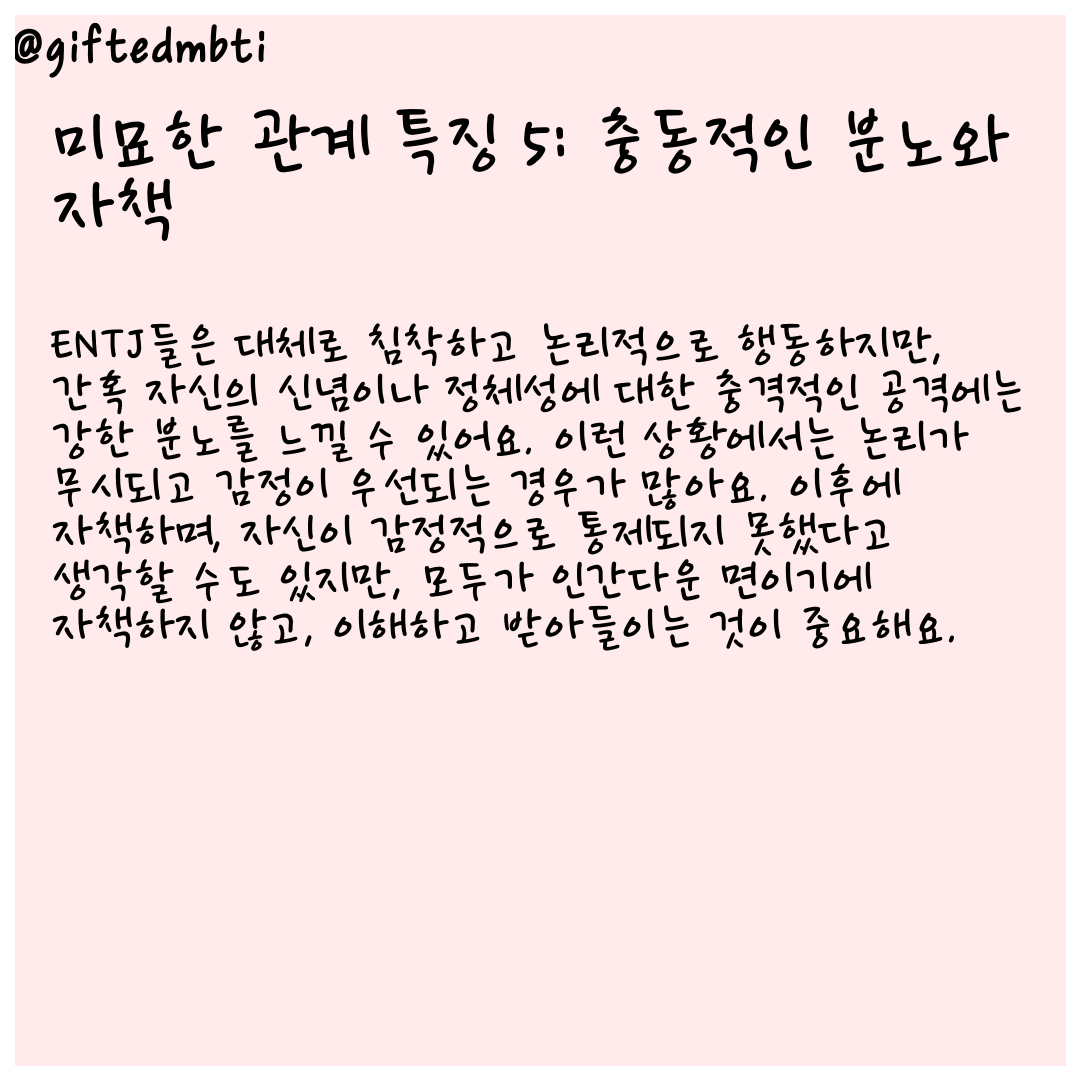 @giftedmbti
미묘한 관계 특징 5: 충동적인 분노와
자책
ENTJ들은 대체로 침착하고 논리적으로 행동하지만,
간혹 자신의 신념이나 정체성에 대한 충격적인 공격에는
강한 분노를 느낄 수 있어요. 이런 상황에서는 논리가
무시되고 감정이 우선되는 경우가 많아요. 이후에
자책하며, 자신이 감정적으로 통제되지 못했다고
생각할 수도 있지만, 모두가 인간다운 면이기에
자책하지 않고, 이해하고 받아들이는 것이 중요해요.